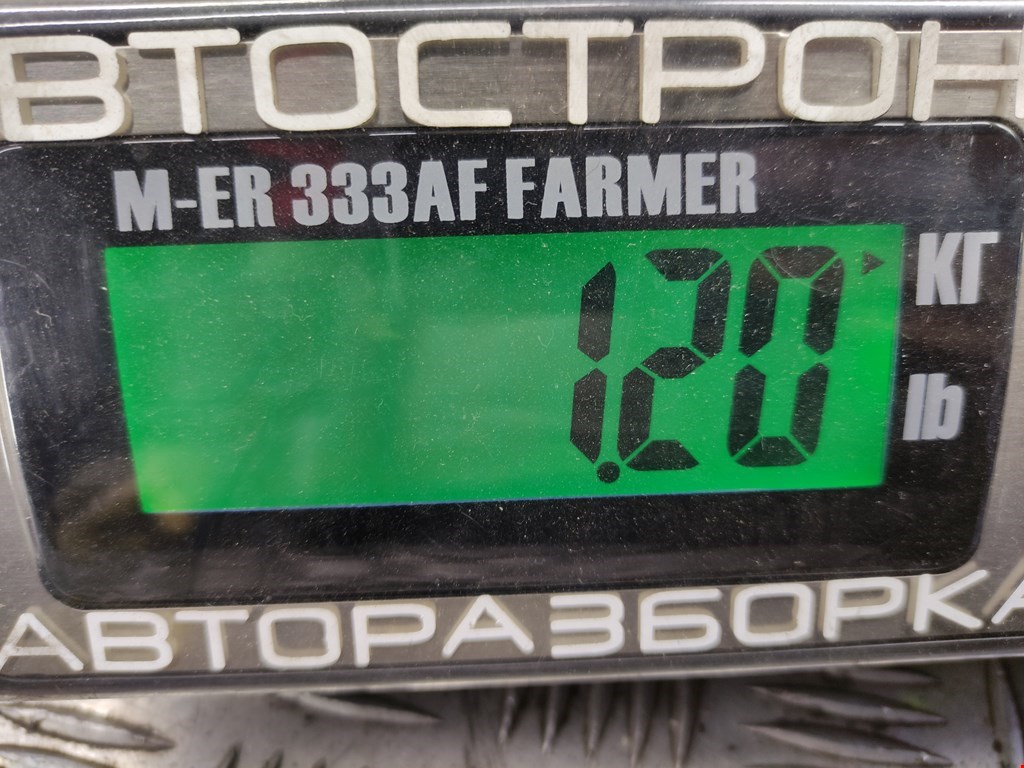 ВТОСТРОН
M-ER 333AF FARMER
1.20
КГ
lb
АВТОРАЗБОРКА